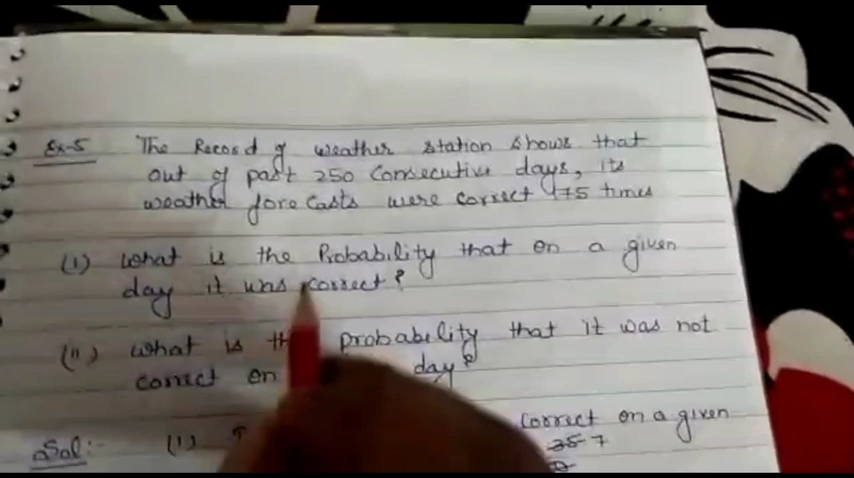 Ex-5 The Record of weather station shows that
out of past 250 consecutive days, its
weather fore casts were correct 175 times
(i) what is the Probability that on a given
day it was correct?
(ii) what is probability that it was not
correct on day?
Sol:- (i) correct on a given
35 7